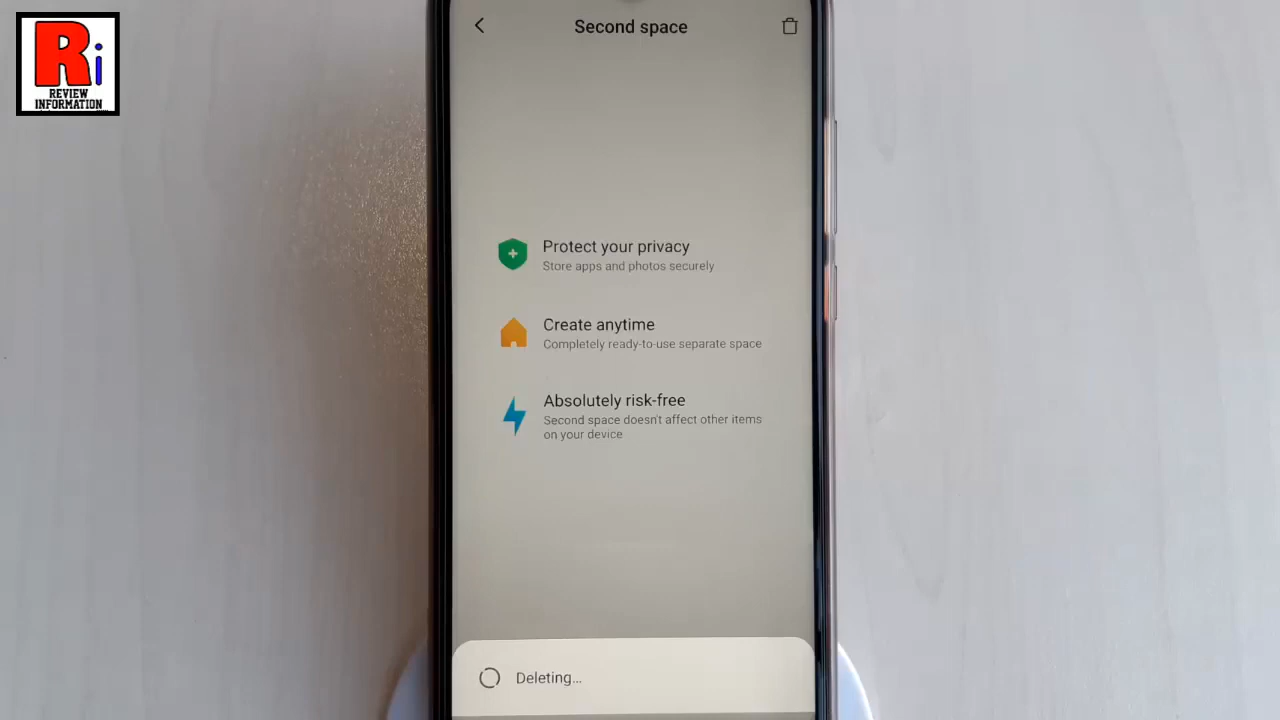 Ri
REVIEW
INFORMATION
Second space
Protect your privacy
Store apps and photos securely
Create anytime
Completely ready-to-use separate space
Absolutely risk-free
Second space doesn't affect other items
on your device
Deleting...